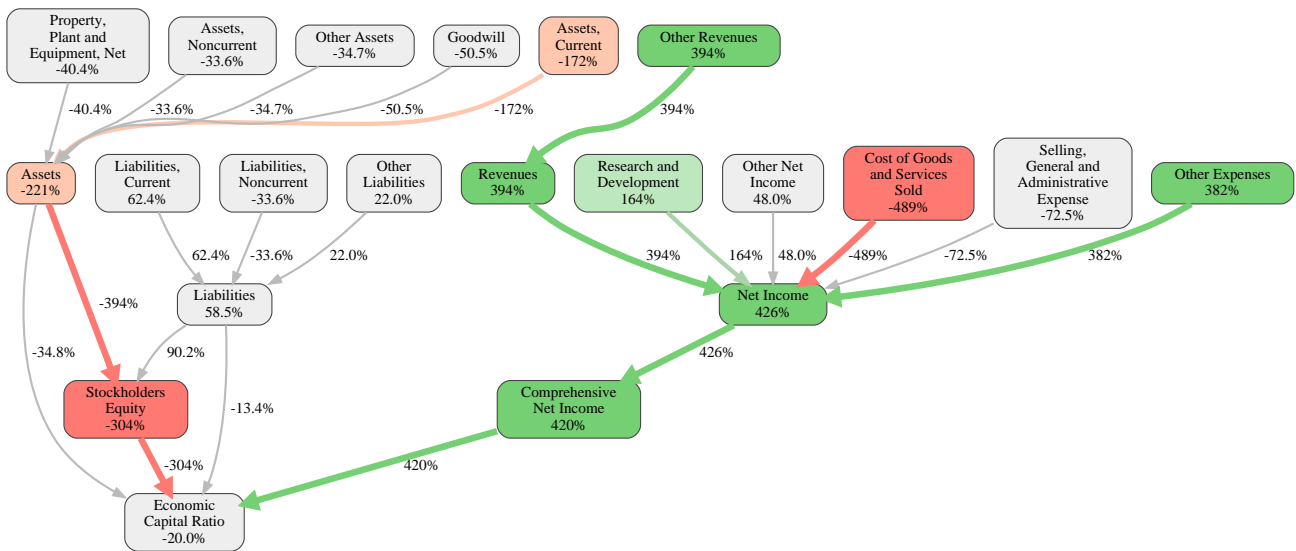 Property,
Plant and
Equipment, Net
-40.4%
Assets,
Noncurrent
-33.6%
Other Assets
-34.7%
Goodwill
-50.5%
Assets,
Current
-172%
Other Revenues
394%
-40.4%
-33.6%
-34.7%
-50.5%
-172%
394%
Assets
-221%
Liabilities,
Current
62.4%
Liabilities,
Noncurrent
-33.6%
Other
Liabilities
22.0%
Revenues
394%
Research and
Development
164%
Other Net
Income
48.0%
Cost of Goods
and Services
Sold
-489%
Selling,
General and
Administrative
Expense
-72.5%
Other Expenses
382%
62.4%
-33.6%
22.0%
394%
164%
48.0%
-489%
-72.5%
382%
-394%
Liabilities
58.5%
Net Income
426%
-34.8%
90.2%
426%
Stockholders
Equity
-304%
-13.4%
Comprehensive
Net Income
420%
-304%
420%
Economic
Capital Ratio
-20.0%